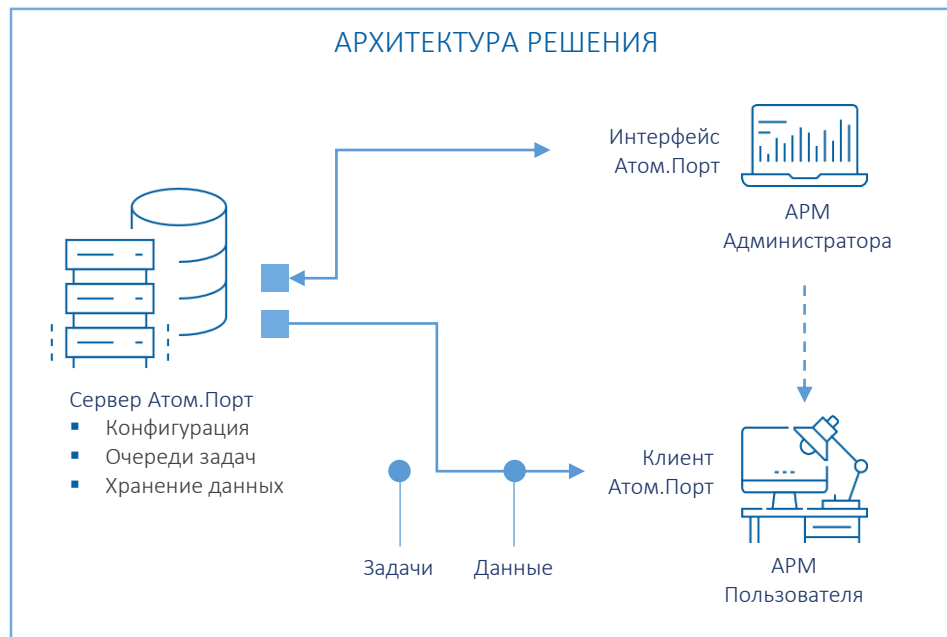 АРХИТЕКТУРА РЕШЕНИЯ
Интерфейс
Атом.Порт
АРМ
Администратора
Сервер Атом.Порт
Конфигурация
Очереди задач
Хранение данных
Клиент
Атом.Порт
Задачи
Данные
АРМ
Пользователя